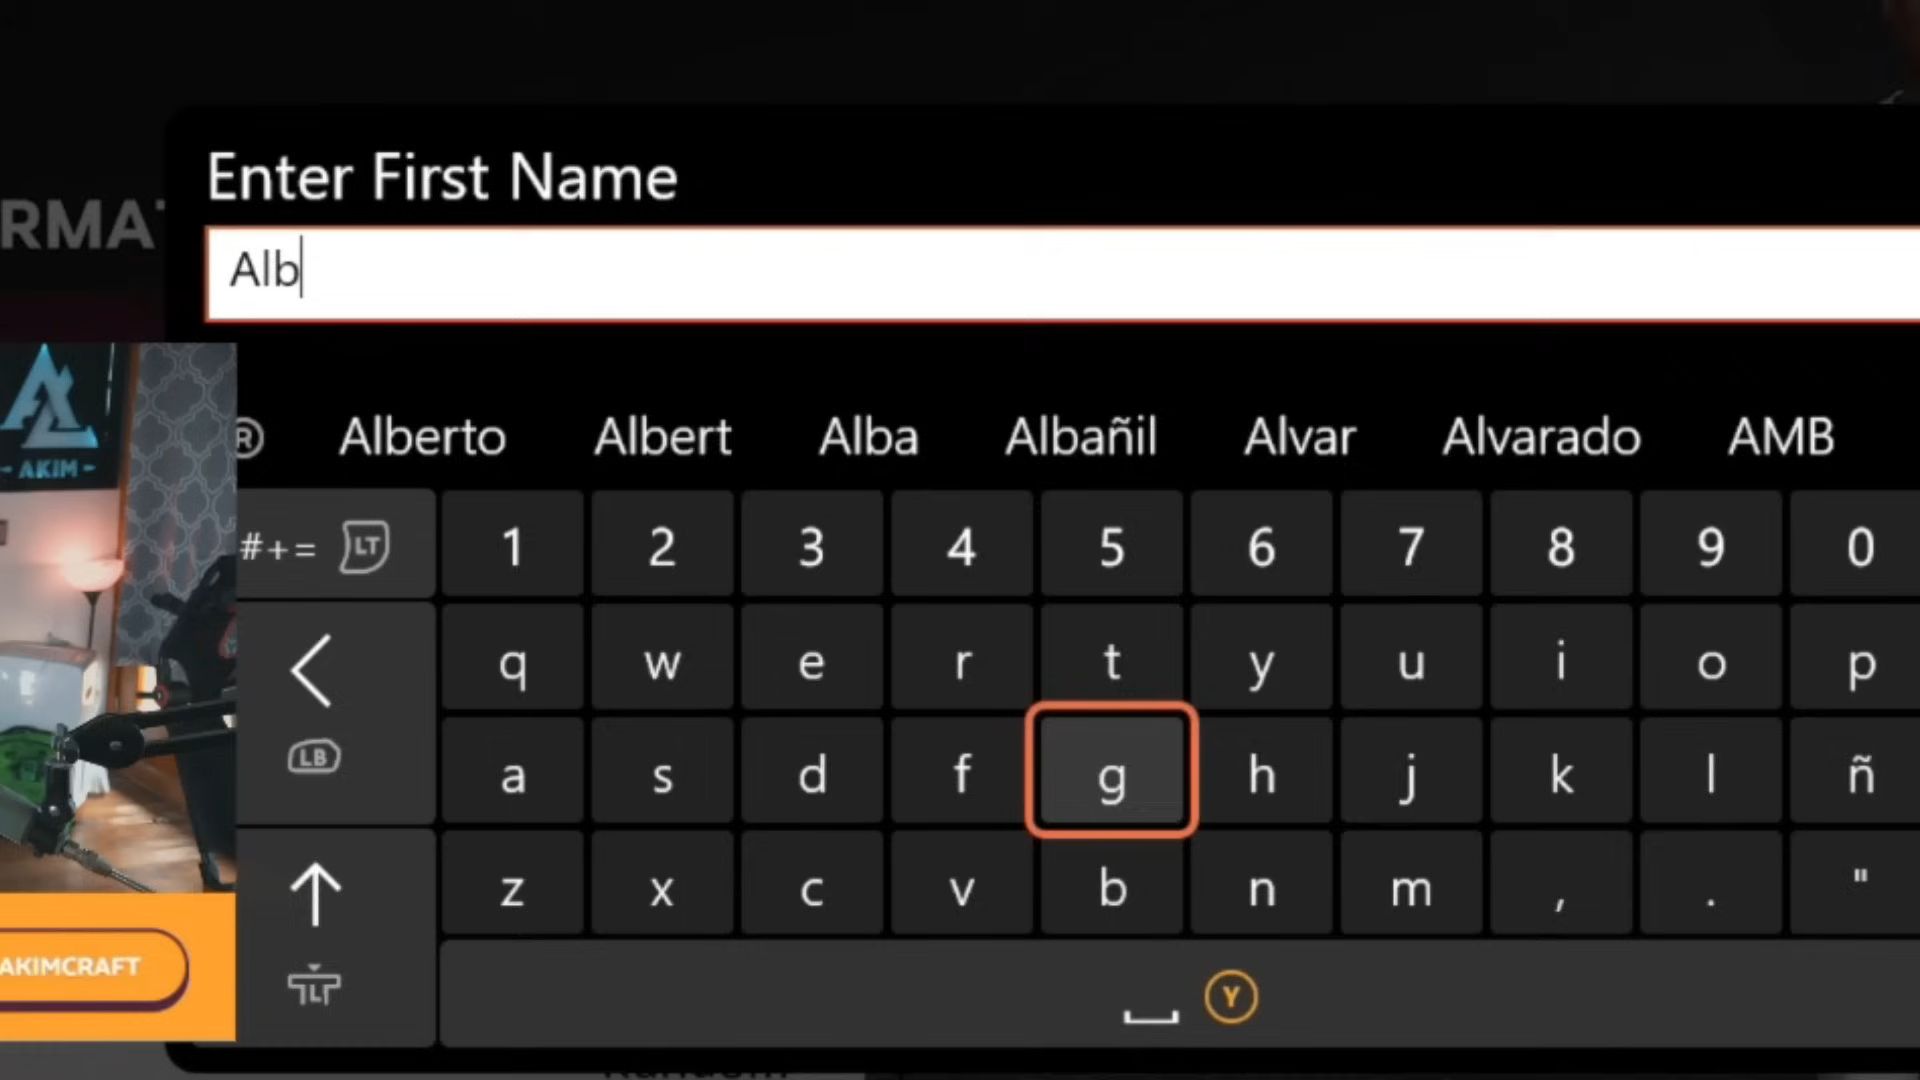 Enter First Name
RMAT
Alb
- AKIM -
® Alberto Albert Alba Albañil Alvar Alvarado AMB
#+= LT 1 2 3 4 5 6 7 8 9 0
q w e r t y u i o p
LB
a s d f g h j k l ñ
z x c v b n m , . "
Y
AKIMCRAFT